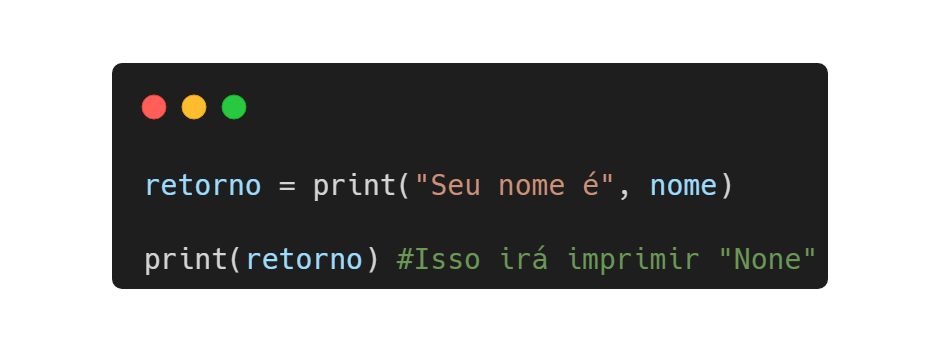 retorno = print("Seu nome é", nome)
print(retorno) #Isso irá imprimir "None"